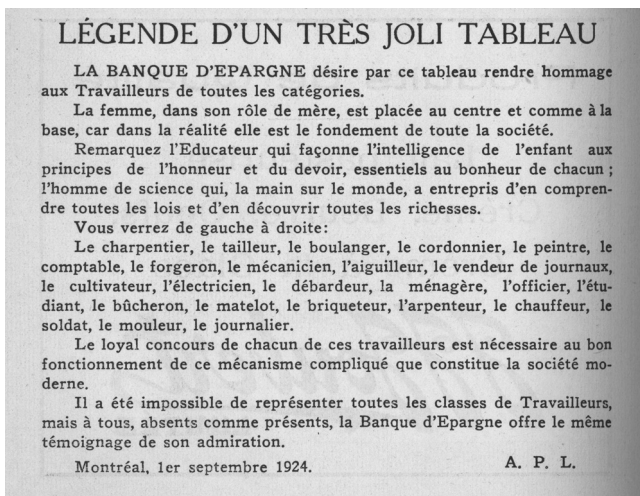 LÉGENDE D'UN TRÈS JOLI TABLEAU
LA BANQUE D'EPARGNE désire par ce tableau rendre hommage
aux Travailleurs de toutes les catégories.
La femme, dans son rôle de mère, est placée au centre et comme à la
base, car dans la réalité elle est le fondement de toute la société.
Remarquez l'Educateur qui façonne l'intelligence de l'enfant aux
principes de l'honneur et du devoir, essentiels au bonheur de chacun ;
l'homme de science qui, la main sur le monde, a entrepris d'en compren-
dre toutes les lois et d'en découvrir toutes les richesses.
Vous verrez de gauche à droite:
Le charpentier, le tailleur, le boulanger, le cordonnier, le peintre, le
comptable, le forgeron, le mécanicien, l'aiguilleur, le vendeur de journaux,
le cultivateur, l'électricien, le débardeur, la ménagère, l'officier, l'étu-
diant, le bûcheron, le matelot, le briqueteur, l'arpenteur, le chauffeur, le
soldat, le mouleur, le journalier.
Le loyal concours de chacun de ces travailleurs est nécessaire au bon
fonctionnement de ce mécanisme compliqué que constitue la société mo-
derne.
Il a été impossible de représenter toutes les classes de Travailleurs,
mais à tous, absents comme présents, la Banque d'Epargne offre le même
témoignage de son admiration.
Montréal, 1er septembre 1924. A. P. L.